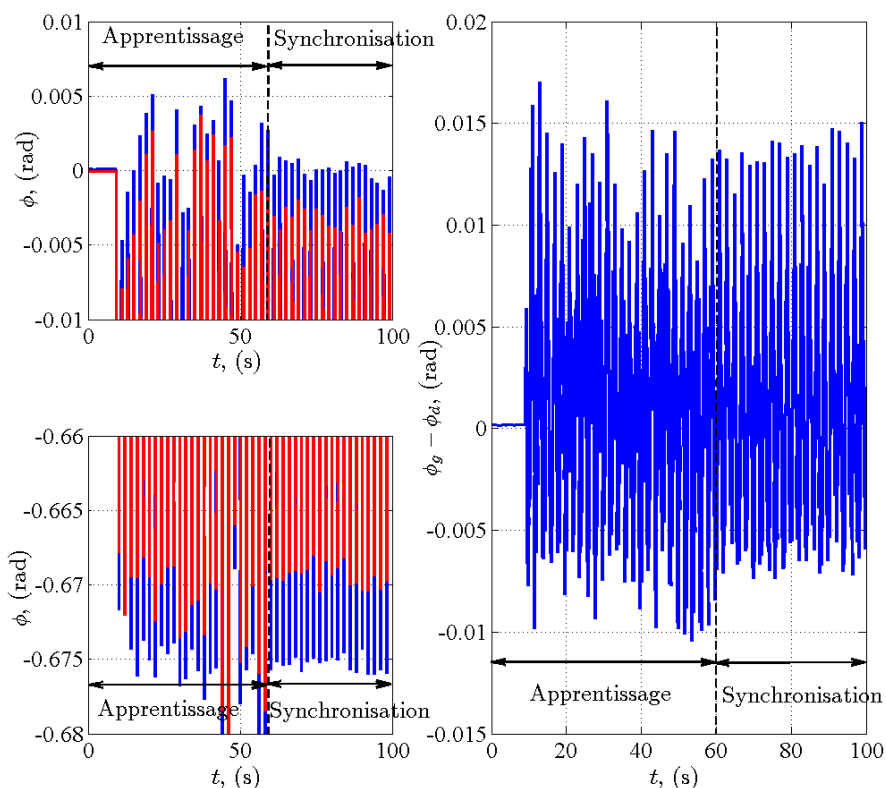 0.01
0.005
0
-0.005
-0.01
ϕ, (rad)
Apprentissage
Synchronisation
0
50
100
t, (s)
-0.66
-0.665
-0.67
-0.675
-0.68
ϕ, (rad)
Apprentissage
Synchronisation
0
50
100
t, (s)
0.02
0.015
0.01
0.005
0
-0.005
-0.01
-0.015
ϕg − ϕd, (rad)
Apprentissage
Synchronisation
0
20
40
60
80
100
t, (s)